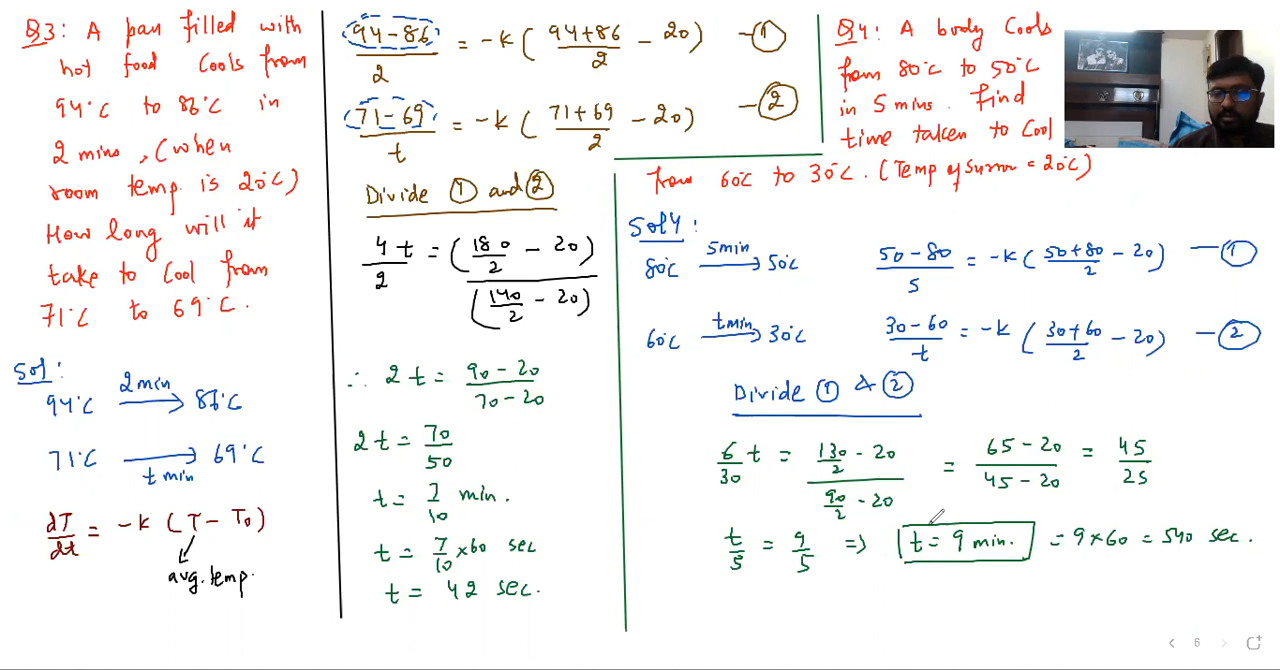 Q3: A pan filled with
hot food cools from
94°C to 86°C in
2 mins, (when
room temp. is 20°C)
How long will it
take to cool from
71°C to 69°C.
Sol:
94°C 2 min → 86°C
71°C → 69°C
t min
dT/dt = -k (T - T₀)
avg. temp.
(94-86)/2 = -k ( (94+86)/2 - 20) - ①
(71-69)/t = -k ( (71+69)/2 - 20) - ②
Divide ① and ②
4/2 t = (180/2 - 20) / (140/2 - 20)
∴ 2t = (90-20)/(70-20)
2t = 70/50
t = 7/10 min.
t = 7/10 × 60 sec
t = 42 sec.
Q4: A body cools
from 80°C to 50°C
in 5 mins. find
time taken to cool
from 60°C to 30°C. (Temp of Surron = 20°C)
Sol 4:
80°C 5min → 50°C (50-80)/5 = -k ( (50+80)/2 - 20) - ①
60°C t min → 30°C (30-60)/t = -k ( (30+60)/2 - 20) - ②
Divide ① & ②
6/30 t = (130/2 - 20) / (90/2 - 20) = (65-20)/(45-20) = 45/25
t/5 = 9/5 ⇒ t = 9 min. = 9×60 = 540 sec.
6